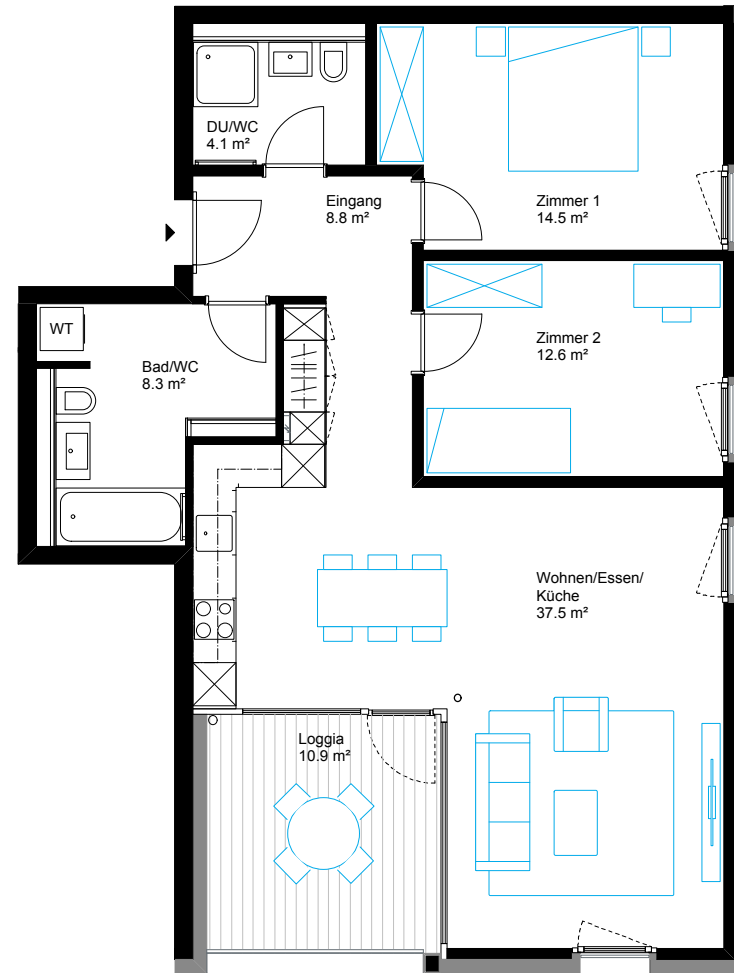 DU/WC
4.1 m²
Eingang
8.8 m²
Zimmer 1
14.5 m²
WT
Bad/WC
8.3 m²
Zimmer 2
12.6 m²
Wohnen/Essen/
Küche
37.5 m²
Loggia
10.9 m²